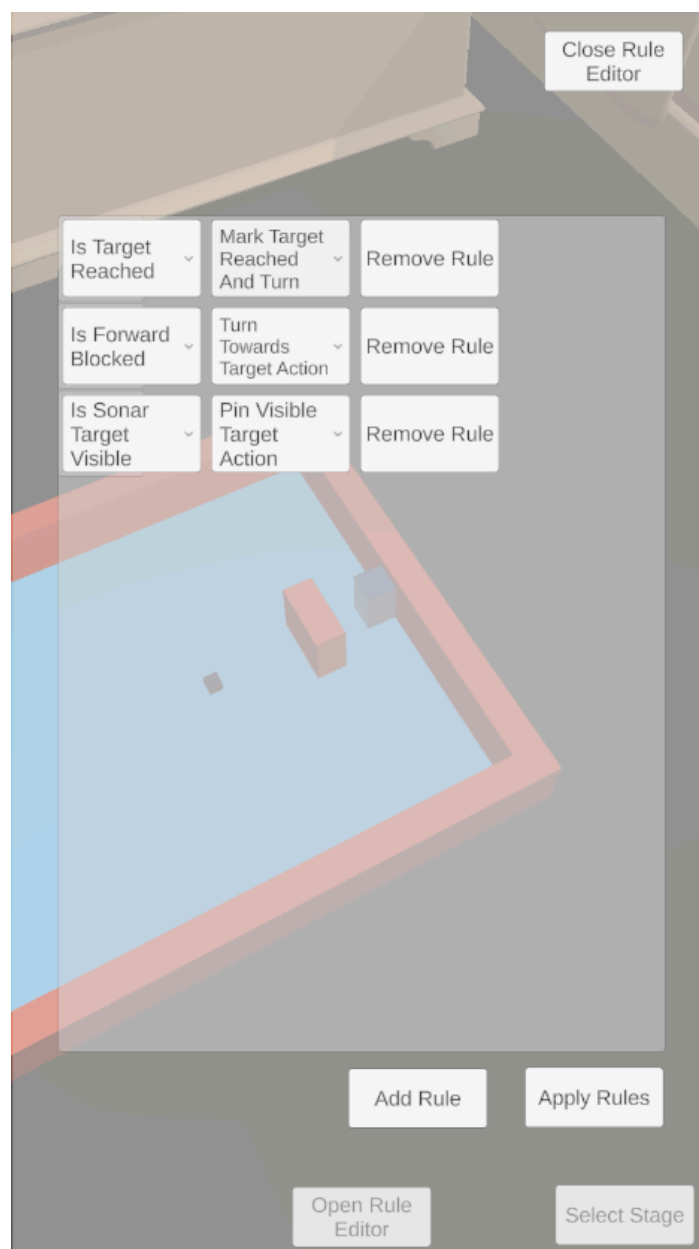 Close Rule
Editor
Is Target
Reached
Mark Target
Reached
And Turn
Remove Rule
Is Forward
Blocked
Turn
Towards
Target Action
Remove Rule
Is Sonar
Target
Visible
Pin Visible
Target
Action
Remove Rule
Add Rule
Apply Rules
Open Rule
Editor
Select Stage